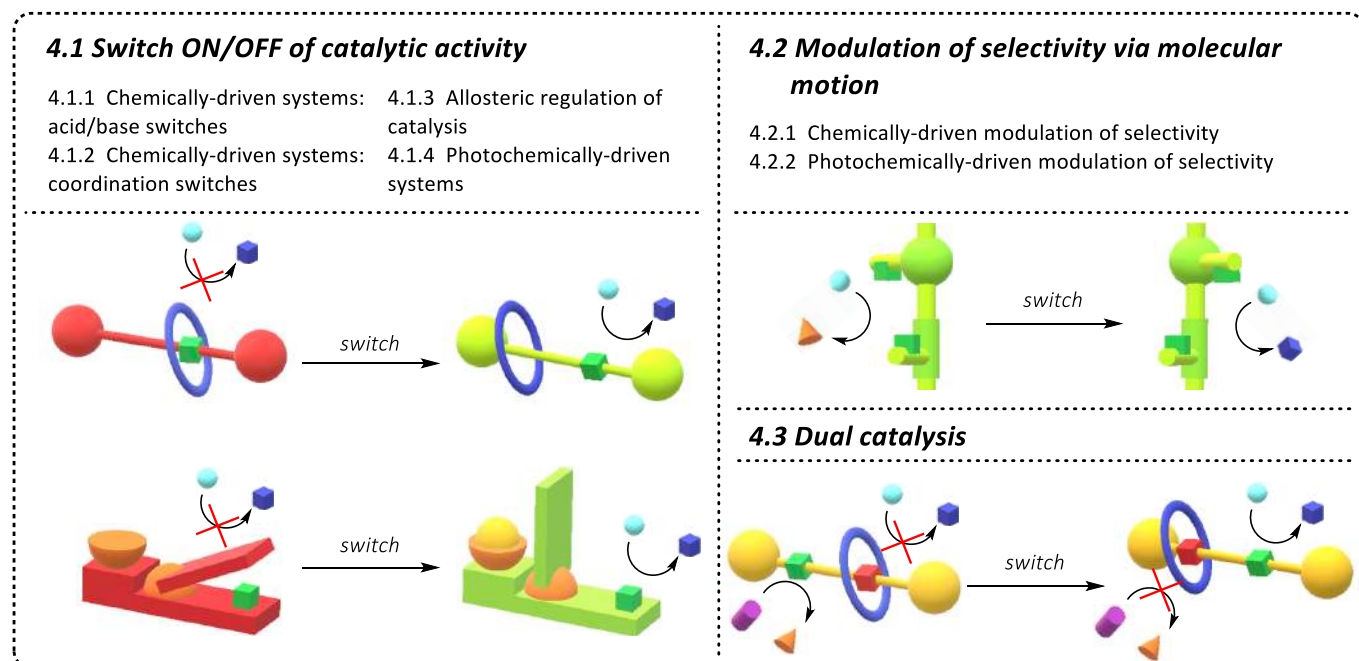 4.1 Switch ON/OFF of catalytic activity
4.1.1 Chemically-driven systems:
acid/base switches
4.1.2 Chemically-driven systems:
coordination switches
4.1.3 Allosteric regulation of
catalysis
4.1.4 Photochemically-driven
systems
switch
switch
4.2 Modulation of selectivity via molecular
motion
4.2.1 Chemically-driven modulation of selectivity
4.2.2 Photochemically-driven modulation of selectivity
switch
4.3 Dual catalysis
switch